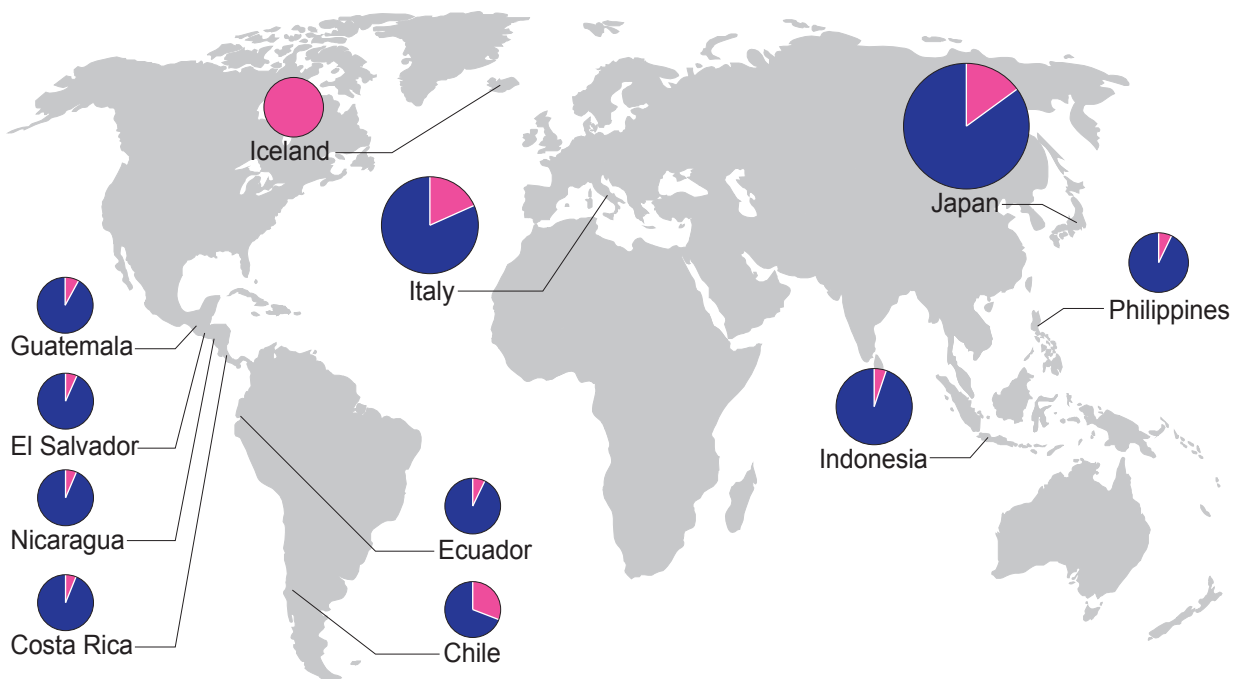 Iceland
Japan
Italy
Philippines
Guatemala
El Salvador
Indonesia
Nicaragua
Ecuador
Costa Rica
Chile